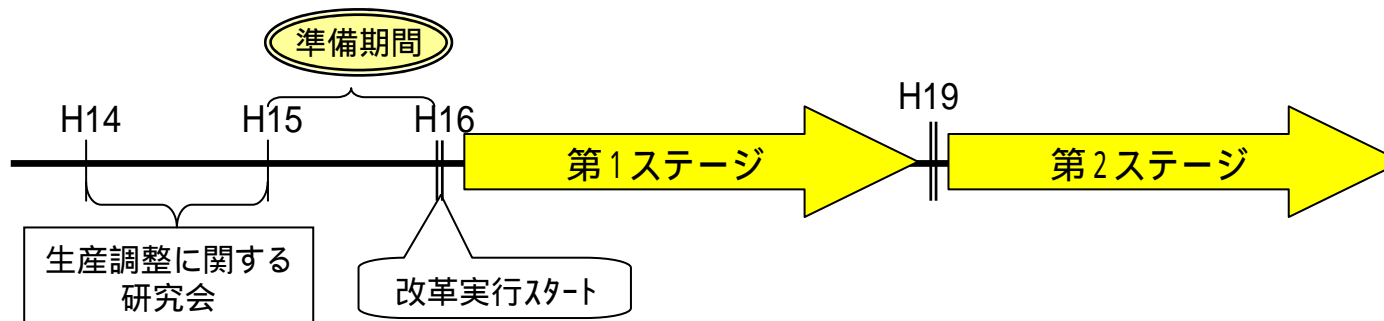 準備期間
H14
H15
H16
H19
第1ステージ
第2ステージ
生産調整に関する
研究会
改革実行ｽﾀｰﾄ